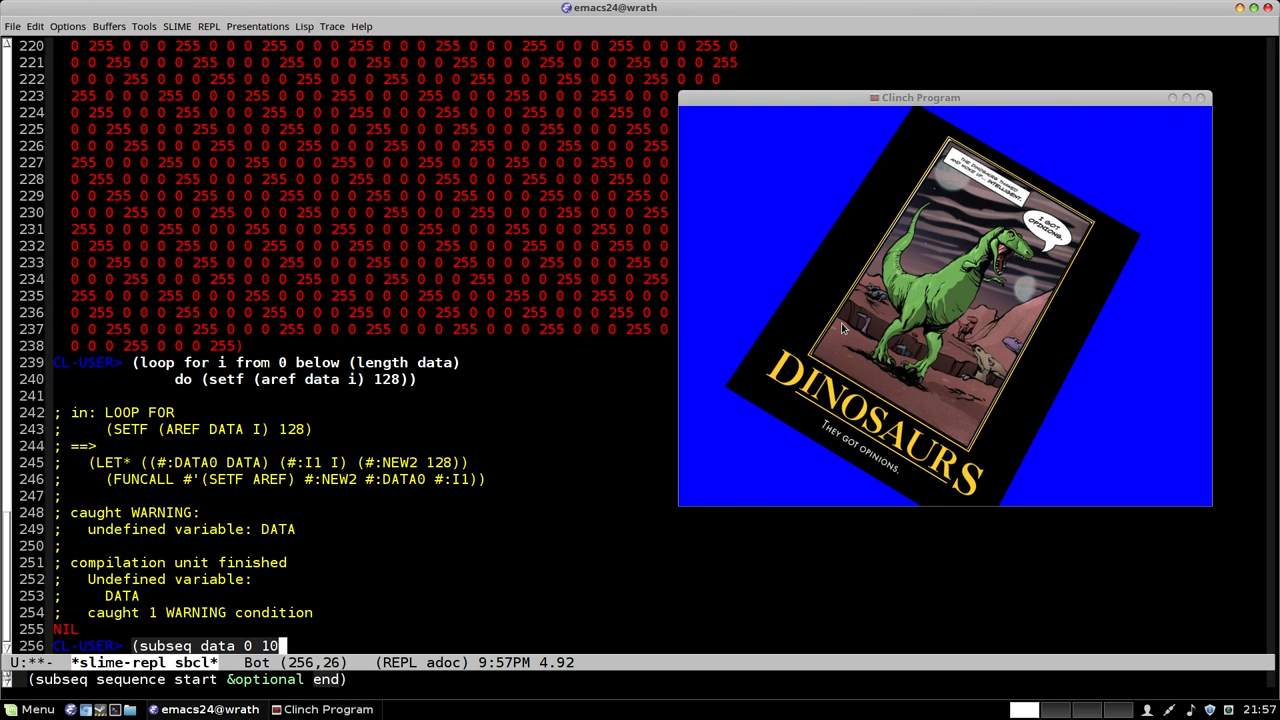 emacs24@wrath
File Edit Options Buffers Tools SLIME REPL Presentations Lisp Trace Help
220 0 255 0 0 0 255 0 0 0 255 0 0 0 255 0 0 0 255 0 0 0 255 0 0 0 255 0 0 0 255 0
221 0 0 255 0 0 0 255 0 0 0 255 0 0 0 255 0 0 0 255 0 0 0 255 0 0 0 255 0 0 0 255
222 0 0 0 255 0 0 0 255 0 0 0 255 0 0 0 255 0 0 0 255 0 0 0 255 0 0 0 255 0 0 0
223 255 0 0 0 255 0 0 0 255 0 0 0 255 0 0 0 255 0 0 0 255 0 0 0 255 0 0 0
224 0 255 0 0 0 255 0 0 0 255 0 0 0 255 0 0 0 255 0 0 0 255 0 0 0 255 0 0
225 0 0 255 0 0 0 255 0 0 0 255 0 0 0 255 0 0 0 255 0 0 0 255 0 0 0 255 0
226 0 0 0 255 0 0 0 255 0 0 0 255 0 0 0 255 0 0 0 255 0 0 0 255 0 0 0 255
227 255 0 0 0 255 0 0 0 255 0 0 0 255 0 0 0 255 0 0 0 255 0 0 0 255 0 0 0
228 0 255 0 0 0 255 0 0 0 255 0 0 0 255 0 0 0 255 0 0 0 255 0 0 0 255 0 0
229 0 0 255 0 0 0 255 0 0 0 255 0 0 0 255 0 0 0 255 0 0 0 255 0 0 0 255 0
230 0 0 0 255 0 0 0 255 0 0 0 255 0 0 0 255 0 0 0 255 0 0 0 255 0 0 0 255
231 255 0 0 0 255 0 0 0 255 0 0 0 255 0 0 0 255 0 0 0 255 0 0 0 255 0 0 0
232 0 255 0 0 0 255 0 0 0 255 0 0 0 255 0 0 0 255 0 0 0 255 0 0 0 255 0 0
233 0 0 255 0 0 0 255 0 0 0 255 0 0 0 255 0 0 0 255 0 0 0 255 0 0 0 255 0
234 0 0 0 255 0 0 0 255 0 0 0 255 0 0 0 255 0 0 0 255 0 0 0 255 0 0 0 255
235 255 0 0 0 255 0 0 0 255 0 0 0 255 0 0 0 255 0 0 0 255 0 0 0 255 0 0 0
236 0 255 0 0 0 255 0 0 0 255 0 0 0 255 0 0 0 255 0 0 0 255 0 0 0 255 0 0
237 0 0 255 0 0 0 255 0 0 0 255 0 0 0 255 0 0 0 255 0 0 0 255 0 0 0 255 0
238 0 0 0 255 0 0 0 255)
239 CL-USER> (loop for i from 0 below (length data)
240 do (setf (aref data i) 128))
241
242 ; in: LOOP FOR
243 ; (SETF (AREF DATA I) 128)
244 ; ==>
245 ; (LET* ((#:DATA0 DATA) (#:I1 I) (#:NEW2 128))
246 ; (FUNCALL #'(SETF AREF) #:NEW2 #:DATA0 #:I1))
247 ;
248 ; caught WARNING:
249 ; undefined variable: DATA
250 ;
251 ; compilation unit finished
252 ; Undefined variable:
253 ; DATA
254 ; caught 1 WARNING condition
255 NIL
256 CL-USER> (subseq data 0 10
U:**- *slime-repl sbcl* Bot (256,26) (REPL adoc) 9:57PM 4.92
(subseq sequence start &optional end)
Clinch Program
THE DINOSAURS THAWED
AND WOKE UP... INTELLIGENT.
I GOT
OPINIONS.
DINOSAURS
THEY GOT OPINIONS.
Menu emacs24@wrath Clinch Program 21:57